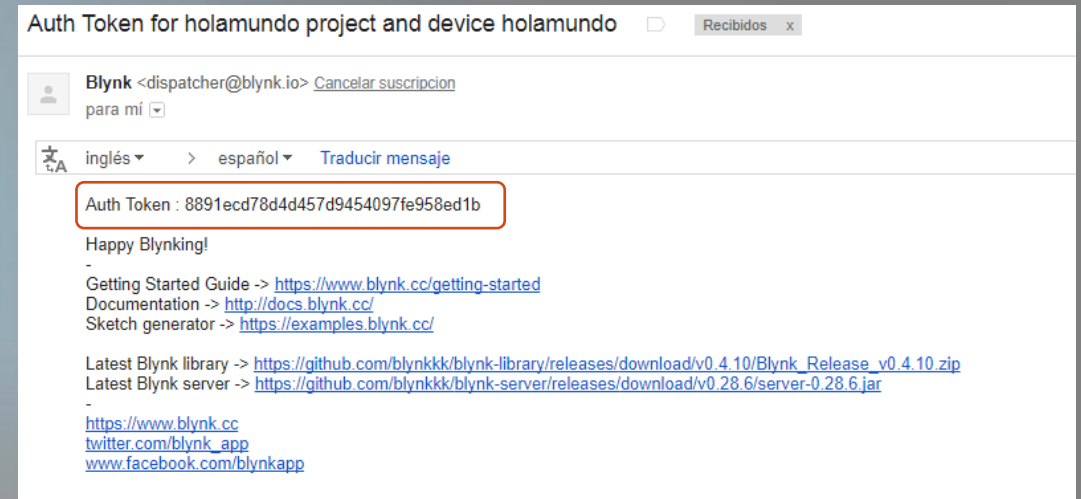 Auth Token for holamundo project and device holamundo Recibidos x
Blynk <dispatcher@blynk.io> Cancelar suscripcion
para mí
inglés > español Traducir mensaje
Auth Token : 8891ecd78d4d457d9454097fe958ed1b
Happy Blynking!
-
Getting Started Guide -> https://www.blynk.cc/getting-started
Documentation -> http://docs.blynk.cc/
Sketch generator -> https://examples.blynk.cc/
Latest Blynk library -> https://github.com/blynkkk/blynk-library/releases/download/v0.4.10/Blynk_Release_v0.4.10.zip
Latest Blynk server -> https://github.com/blynkkk/blynk-server/releases/download/v0.28.6/server-0.28.6.jar
-
https://www.blynk.cc
twitter.com/blynk_app
www.facebook.com/blynkapp